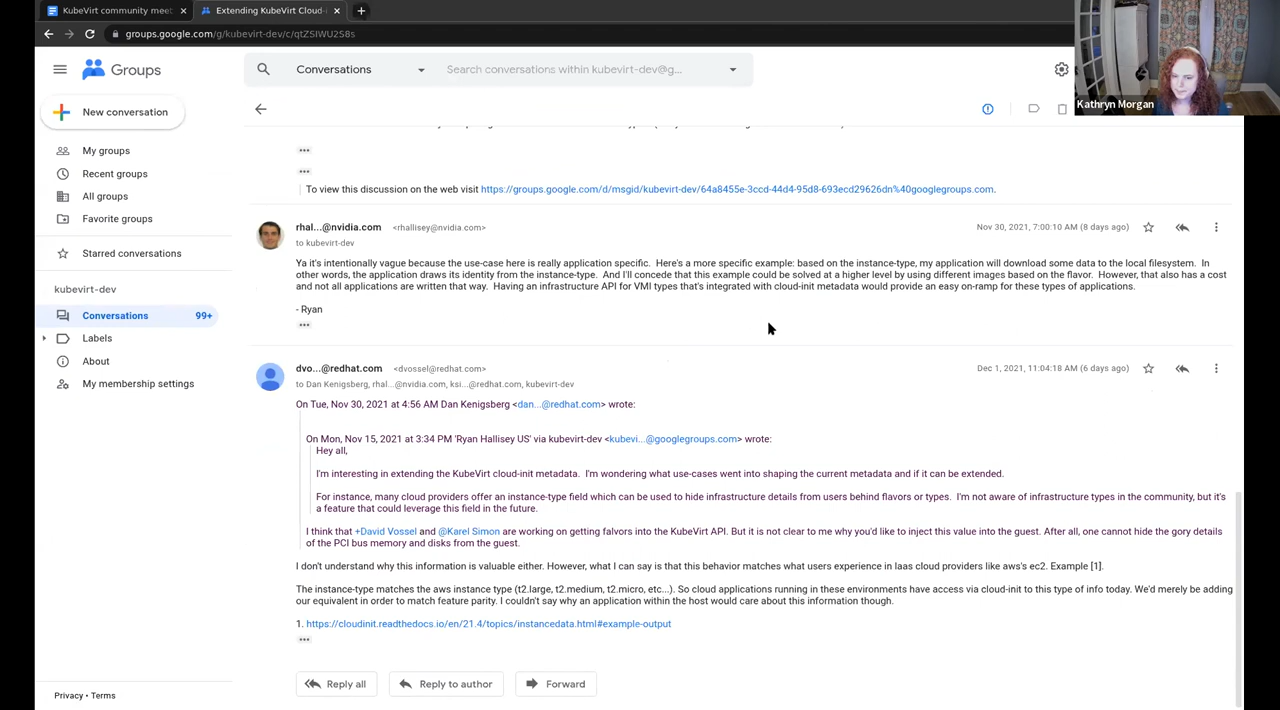 KubeVirt community meet
Extending KubeVirt Cloud-i
groups.google.com/g/kubevirt-dev/c/qtZSIWU2S8s
Groups
Conversations
Search conversations within kubevirt-dev@g...
Kathryn Morgan
New conversation
My groups
Recent groups
All groups
Favorite groups
Starred conversations
kubevirt-dev
Conversations
99+
Labels
About
My membership settings
Privacy • Terms
To view this discussion on the web visit https://groups.google.com/d/msgid/kubevirt-dev/64a8455e-3ccd-44d4-95d8-693ecd29626dn%40googlegroups.com.
rhal...@nvidia.com <rhallisey@nvidia.com>
Nov 30, 2021, 7:00:10 AM (8 days ago)
to kubevirt-dev
Ya it's intentionally vague because the use-case here is really application specific. Here's a more specific example: based on the instance-type, my application will download some data to the local filesystem. In
other words, the application draws its identity from the instance-type. And I'll concede that this example could be solved at a higher level by using different images based on the flavor. However, that also has a cost
and not all applications are written that way. Having an infrastructure API for VMI types that's integrated with cloud-init metadata would provide an easy on-ramp for these types of applications.
- Ryan
dvo...@redhat.com <dvossel@redhat.com>
Dec 1, 2021, 11:04:18 AM (6 days ago)
to Dan Kenigsberg, rhal...@nvidia.com, ksi...@redhat.com, kubevirt-dev
On Tue, Nov 30, 2021 at 4:56 AM Dan Kenigsberg <dan...@redhat.com> wrote:
On Mon, Nov 15, 2021 at 3:34 PM 'Ryan Hallisey US' via kubevirt-dev <kubevi...@googlegroups.com> wrote:
Hey all,
I'm interesting in extending the KubeVirt cloud-init metadata. I'm wondering what use-cases went into shaping the current metadata and if it can be extended.
For instance, many cloud providers offer an instance-type field which can be used to hide infrastructure details from users behind flavors or types. I'm not aware of infrastructure types in the community, but it's
a feature that could leverage this field in the future.
I think that +David Vossel and @Karel Simon are working on getting falvors into the KubeVirt API. But it is not clear to me why you'd like to inject this value into the guest. After all, one cannot hide the gory details
of the PCI bus memory and disks from the guest.
I don't understand why this information is valuable either. However, what I can say is that this behavior matches what users experience in Iaas cloud providers like aws's ec2. Example [1].
The instance-type matches the aws instance type (t2.large, t2.medium, t2.micro, etc...). So cloud applications running in these environments have access via cloud-init to this type of info today. We'd merely be adding
our equivalent in order to match feature parity. I couldn't say why an application within the host would care about this information though.
1. https://cloudinit.readthedocs.io/en/21.4/topics/instancedata.html#example-output
Reply all
Reply to author
Forward